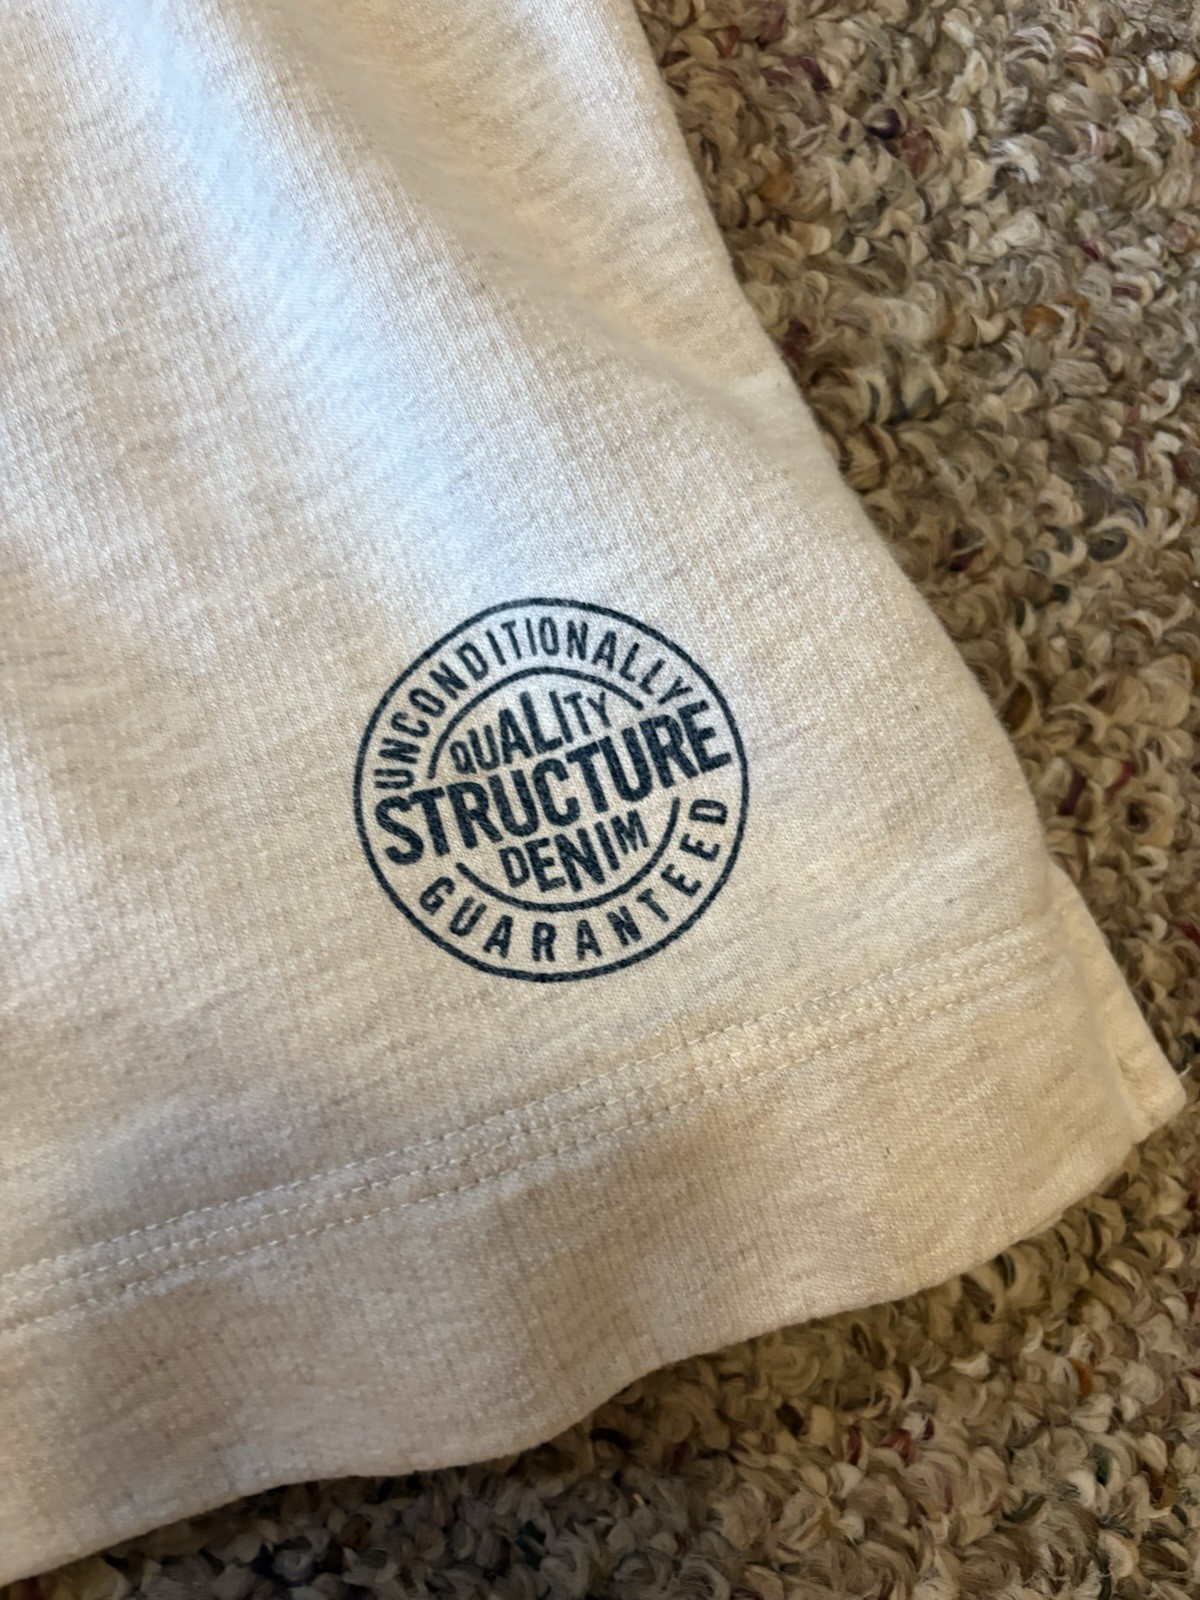 UNCONDITIONALLY
QUALITY
STRUCTURE
DENIM
GUARANTEED